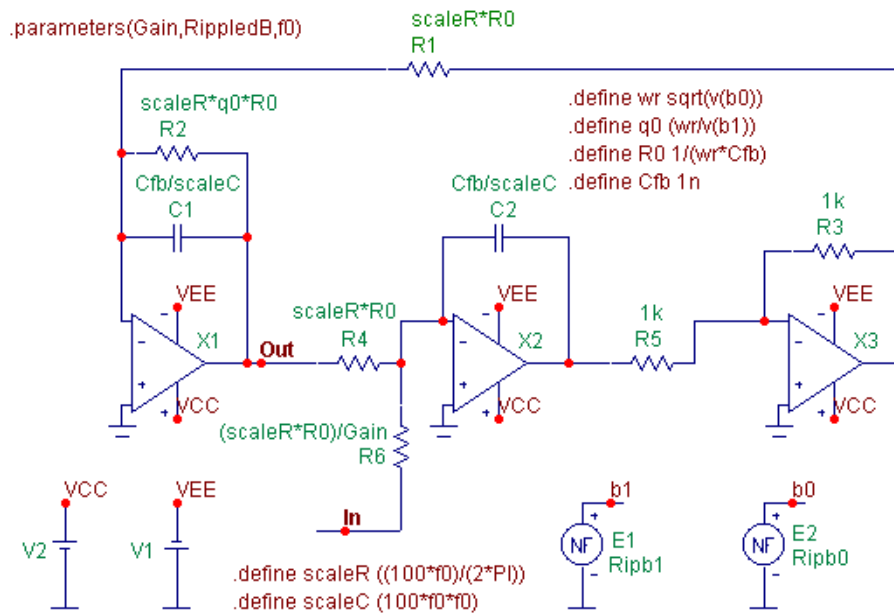 scaleR*R0
.parameters(Gain,RippledB,f0)
R1
.define wr sqrt(v(b0))
scaleR*q0*R0
.define q0 (wr/v(b1))
R2
.define R0 1/(wr*Cfb)
Cfb/scaleC
Cfb/scaleC
.define Cfb 1n
C1
C2
1k
R3
VEE
VEE
VEE
scaleR*R0
1k
X1
R4
X2
R5
X3
Out
VCC
VCC
VCC
(scaleR*R0)/Gain
R6
VCC
VEE
b1
b0
In
V2
V1
NF
E1
NF
E2
Ripb1
Ripb0
.define scaleR ((100*f0)/(2*PI))
.define scaleC (100*f0*f0)